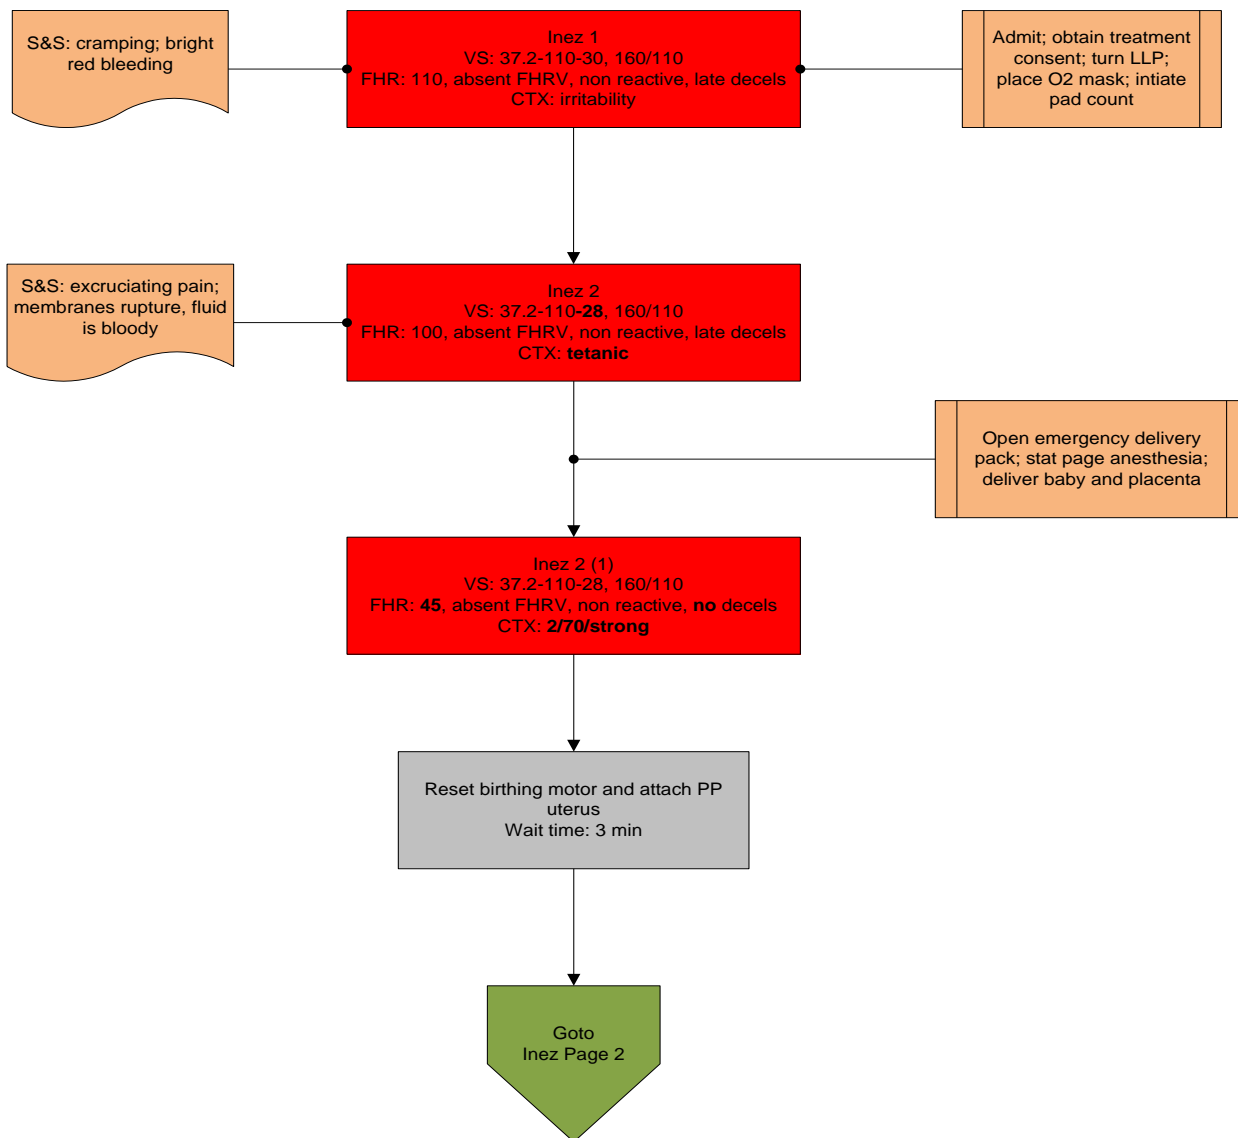 S&S: cramping; bright
red bleeding
Inez 1
VS: 37.2-110-30, 160/110
FHR: 110, absent FHRV, non reactive, late decels
CTX: irritability
Admit; obtain treatment
consent; turn LLP;
place O2 mask; intiate
pad count
S&S: excruciating pain;
membranes rupture, fluid
is bloody
Inez 2
VS: 37.2-110-28, 160/110
FHR: 100, absent FHRV, non reactive, late decels
CTX: tetanic
Open emergency delivery
pack; stat page anesthesia;
deliver baby and placenta
Inez 2 (1)
VS: 37.2-110-28, 160/110
FHR: 45, absent FHRV, non reactive, no decels
CTX: 2/70/strong
Reset birthing motor and attach PP
uterus
Wait time: 3 min
Goto
Inez Page 2